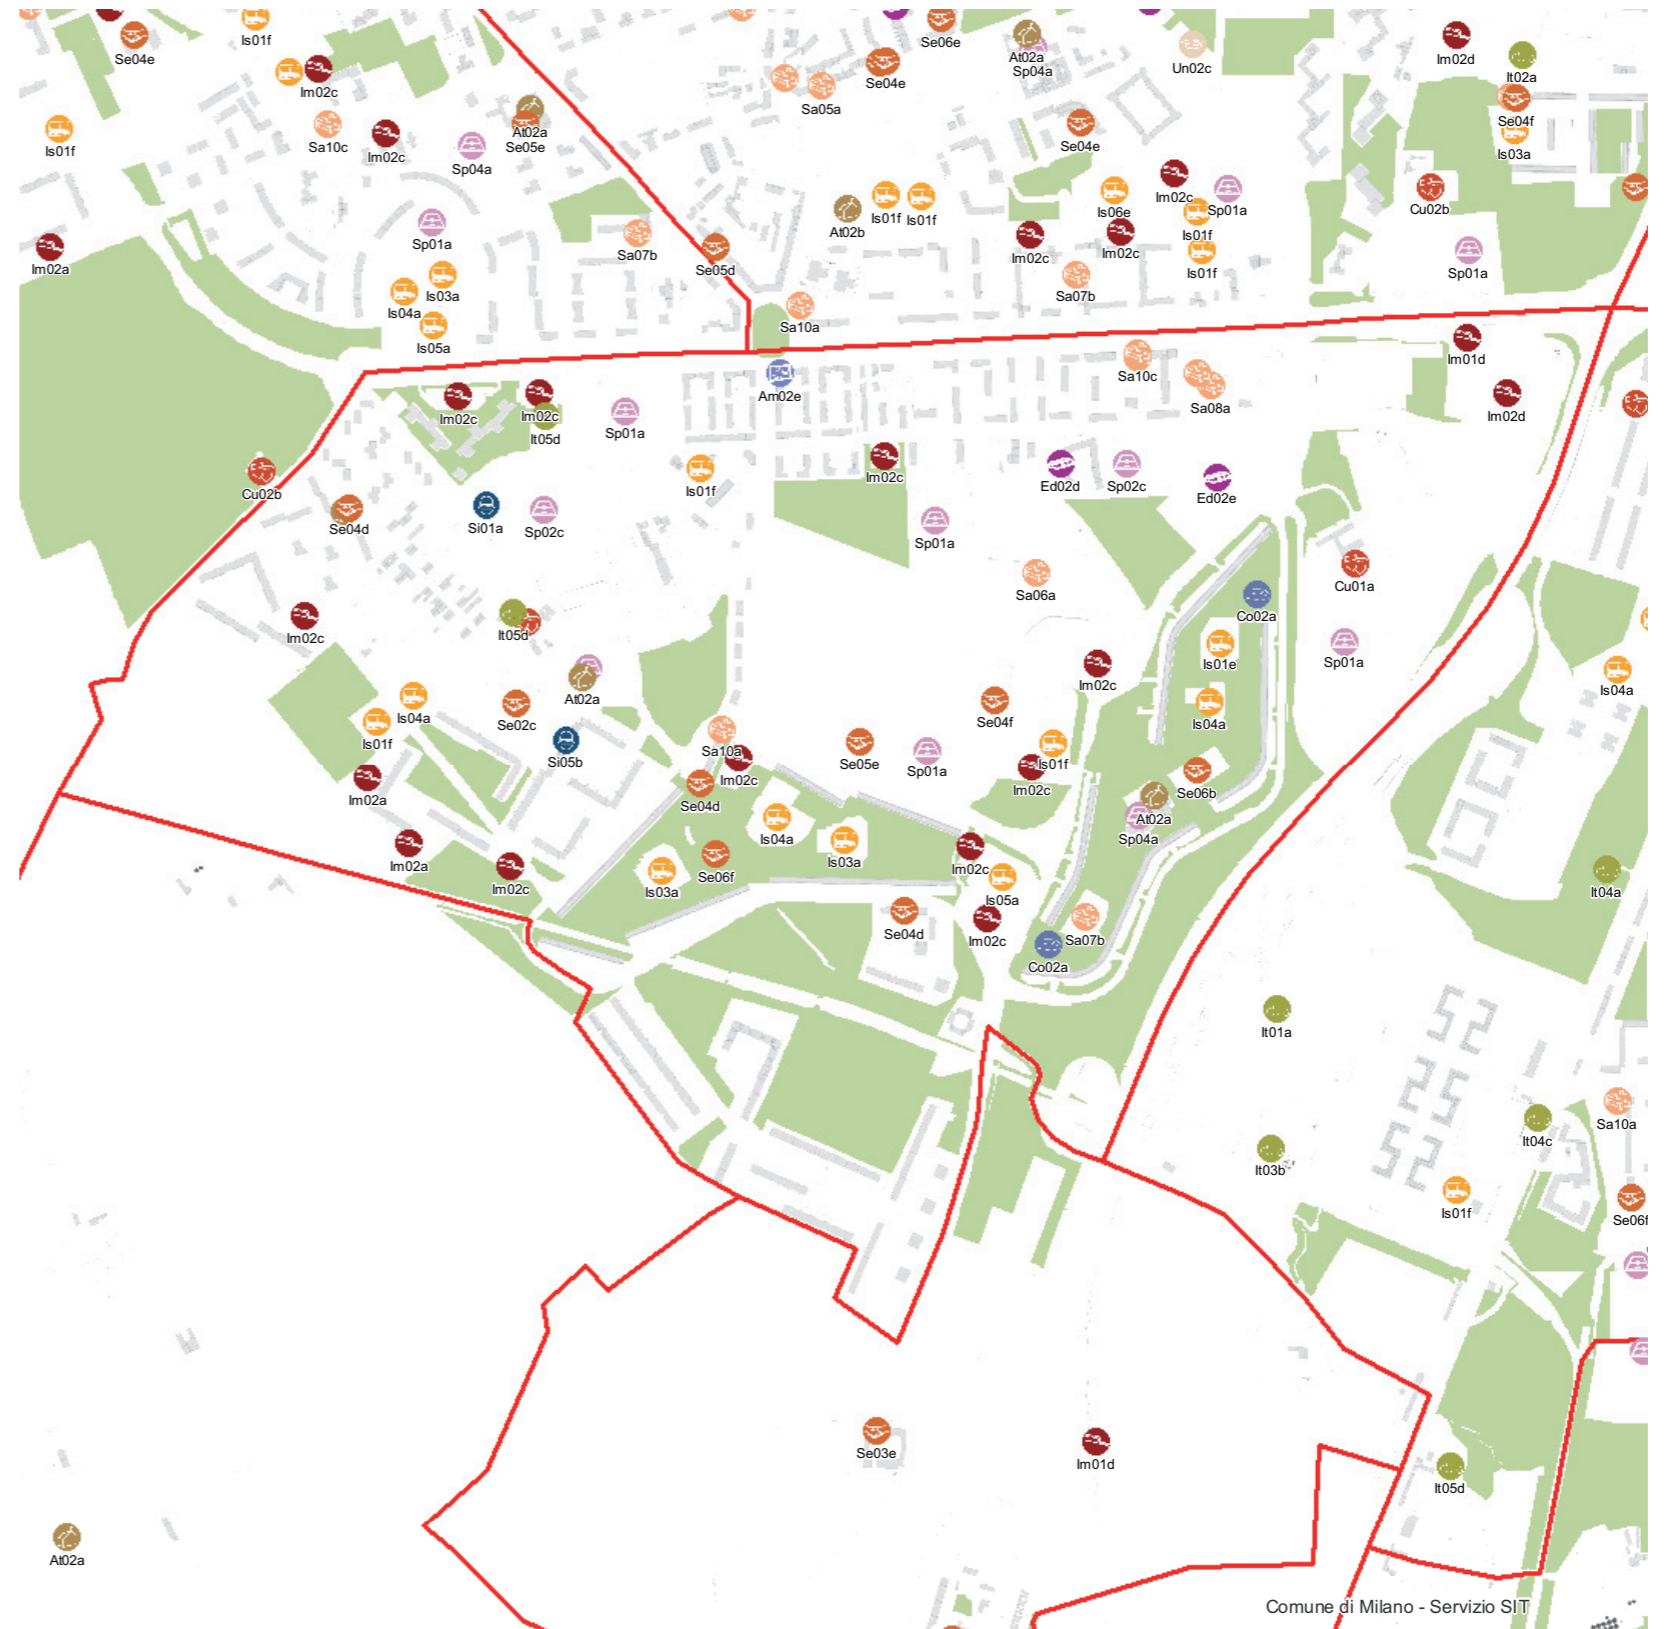 Is01f
Se04e
Se06e
At02a
Sp04a
Un02c
Im02d
It02a
Im02c
Se04e
Sa05a
Se04f
Is03a
Is01f
Sa10c
Im02c
At02a
Se05e
Sp04a
Se04e
Im02c
Is06e
Sp01a
Cu02b
At02b
Is01f
Is01f
Is01f
Im02a
Sp01a
Sa07b
Se05d
Im02c
Im02c
Is01f
Sp01a
Is03a
Sa07b
Is04a
Sa10a
Is05a
Im01d
Sa10c
Am02e
Sa08a
Im02d
Im02c
Im02c
It05d
Sp01a
Cu02b
Is01f
Im02c
Ed02d
Sp02c
Ed02e
Se04d
Si01a
Sp02c
Sp01a
Sa06a
Cu01a
Co02a
Im02c
It05d
Is01e
Sp01a
Im02c
Is04a
At02a
Is04a
Se02c
Se04f
Is04a
Is01f
Si05b
Sa10a
Im02c
Se05e
Sp01a
Is01f
Im02c
Im02a
Se04d
Se06b
At02a
Sp04a
Is04a
Is03a
Im02a
Im02c
Is03a
Se06f
Im02c
Is05a
It04a
Se04d
Im02c
Sa07b
Co02a
It01a
Sa10a
It04c
It03b
Is01f
Se06f
Se03e
Im01d
It05d
At02a
Comune di Milano - Servizio SIT